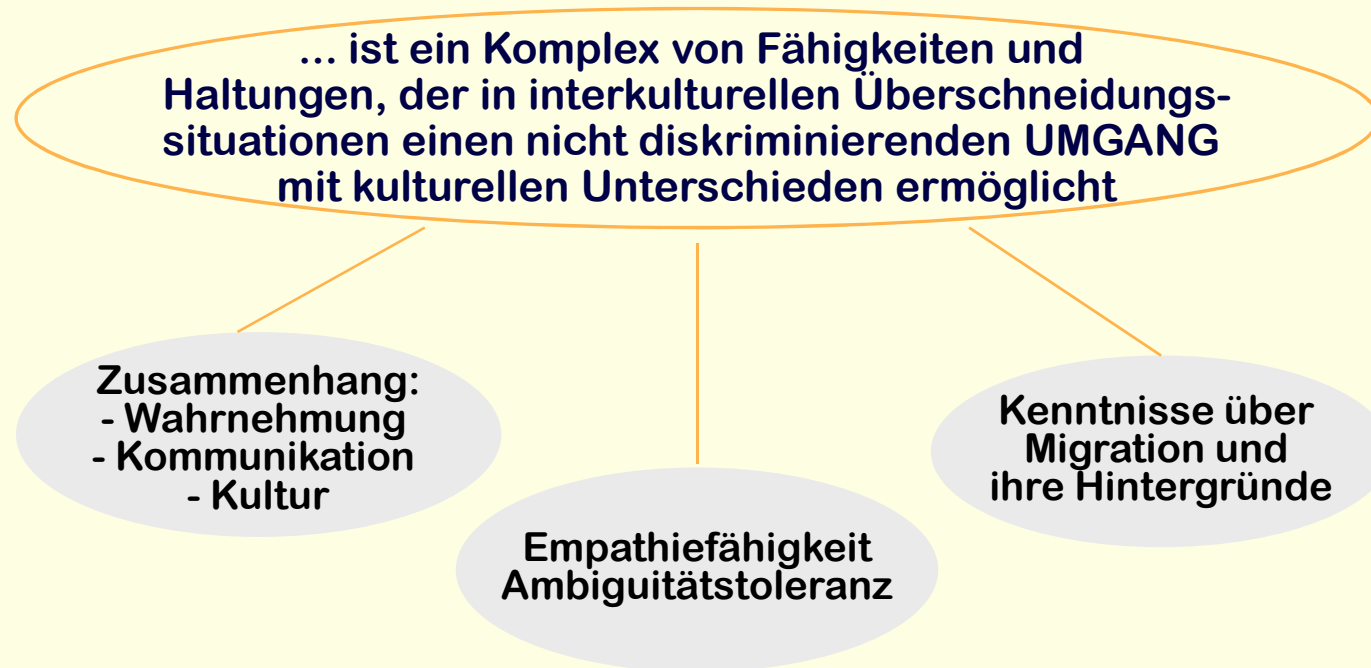 ... ist ein Komplex von Fähigkeiten und
Haltungen, der in interkulturellen Überschneidungs-
situationen einen nicht diskriminierenden UMGANG
mit kulturellen Unterschieden ermöglicht
Zusammenhang:
- Wahrnehmung
- Kommunikation
- Kultur
Empathiefähigkeit
Ambiguitätstoleranz
Kenntnisse über
Migration und
ihre Hintergründe